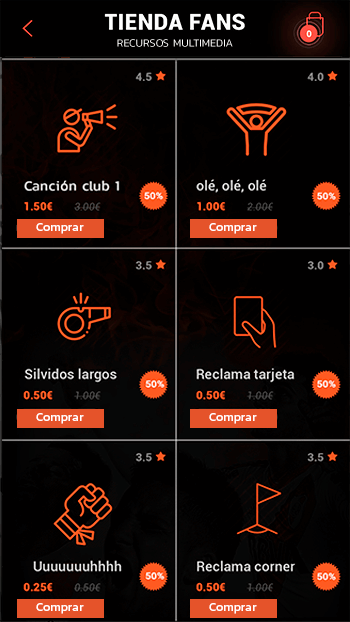 TIENDA FANS
RECURSOS MULTIMEDIA
0
4.5
Canción club 1
1.50€ 3.00€
50%
Comprar
4.0
olé, olé, olé
1.00€ 2.00€
50%
Comprar
3.5
Silvidos largos
0.50€ 1.00€
50%
Comprar
3.0
Reclama tarjeta
0.50€ 1.00€
50%
Comprar
3.5
Uuuuuuuhhhh
0.25€ 0.50€
50%
Comprar
3.5
Reclama corner
0.50€ 1.00€
50%
Comprar